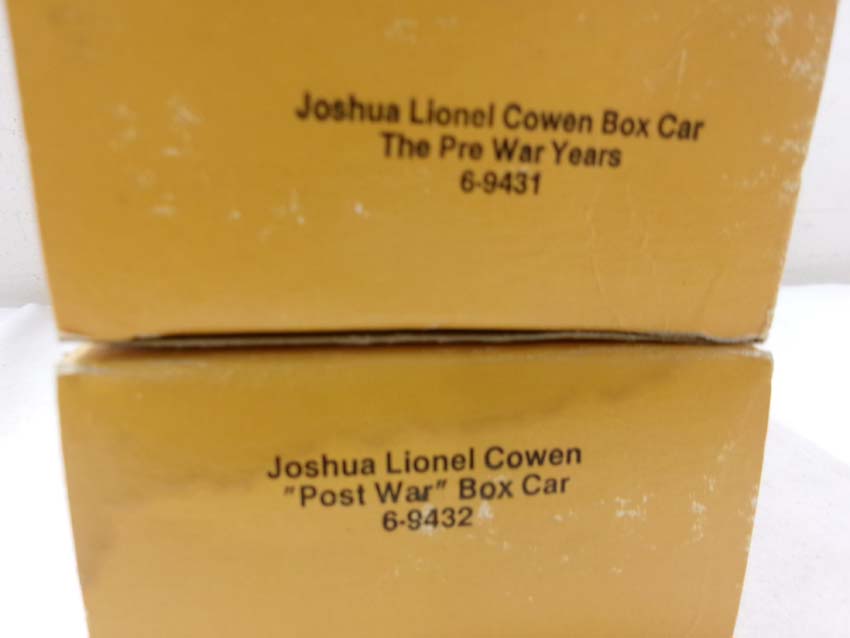 Joshua Lionel Cowen Box Car
The Pre War Years
6-9431
Joshua Lionel Cowen
"Post War" Box Car
6-9432